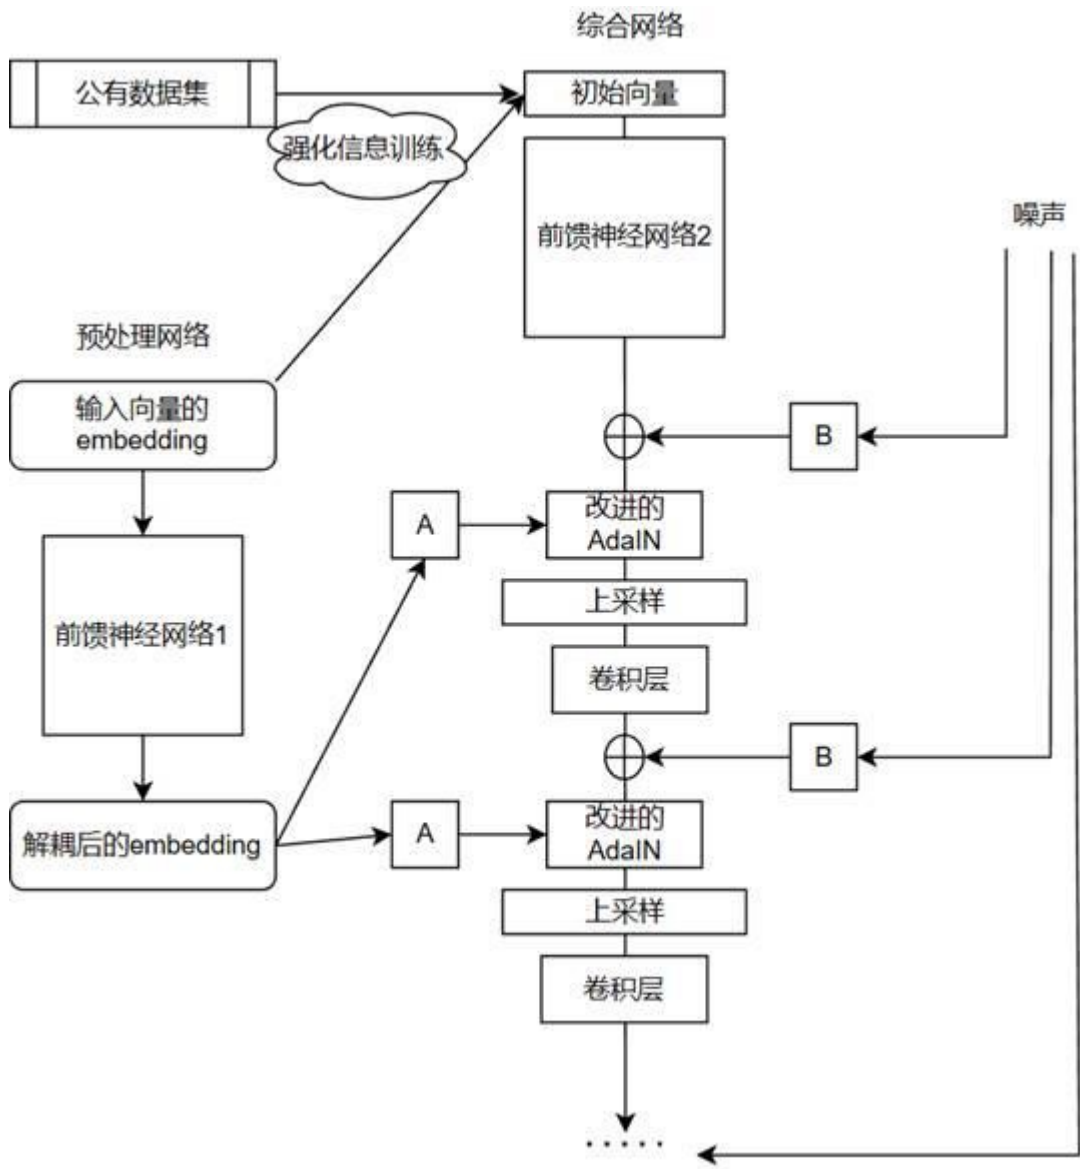 综合网络
公有数据集
初始向量
强化信息训练
前馈神经网络2
噪声
预处理网络
输入向量的
embedding
B
A
改进的
AdaIN
上采样
前馈神经网络1
卷积层
B
解耦后的embedding
A
改进的
AdaIN
上采样
卷积层
.....